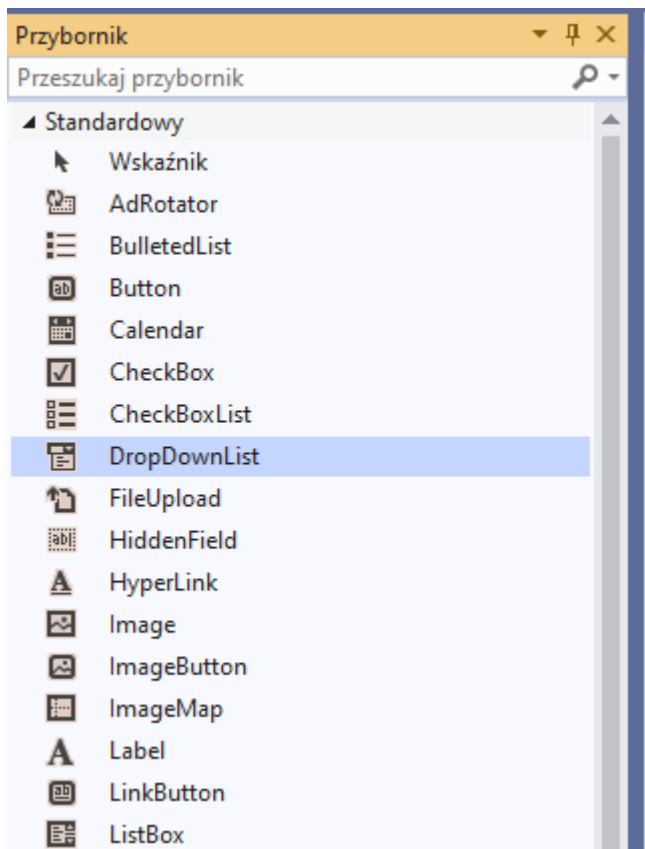 Przybornik
Przeszukaj przybornik
Standardowy
Wskaźnik
AdRotator
BulletedList
Button
Calendar
CheckBox
CheckBoxList
DropDownList
FileUpload
HiddenField
HyperLink
Image
ImageButton
ImageMap
Label
LinkButton
ListBox